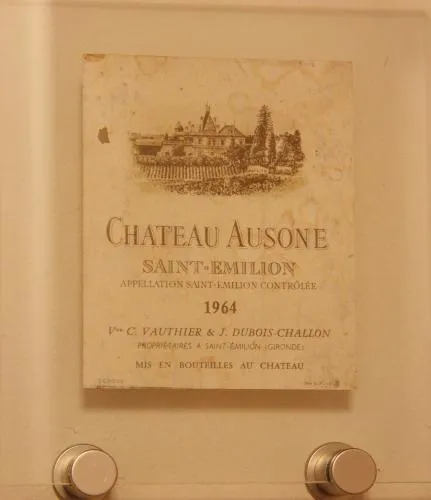 CHATEAU AUSONE
SAINT-EMILION
APPELLATION SAINT-EMILION CONTRÔLÉE
1964
Vve C. VAUTHIER & J. DUBOIS-CHALLON
PROPRIÉTAIRES A SAINT-ÉMILION (GIRONDE)
MIS EN BOUTEILLES AU CHATEAU